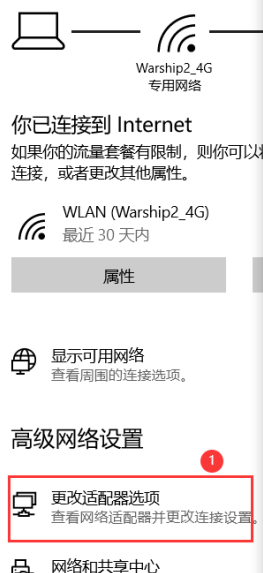 Warship2_4G
专用网络
你已连接到 Internet
如果你的流量套餐有限制，则你可以
连接，或者更改其他属性。
WLAN (Warship2_4G)
最近 30 天内
属性
显示可用网络
查看周围的连接选项。
高级网络设置
1
更改适配器选项
查看网络适配器并更改连接设置。
网络和共享中心